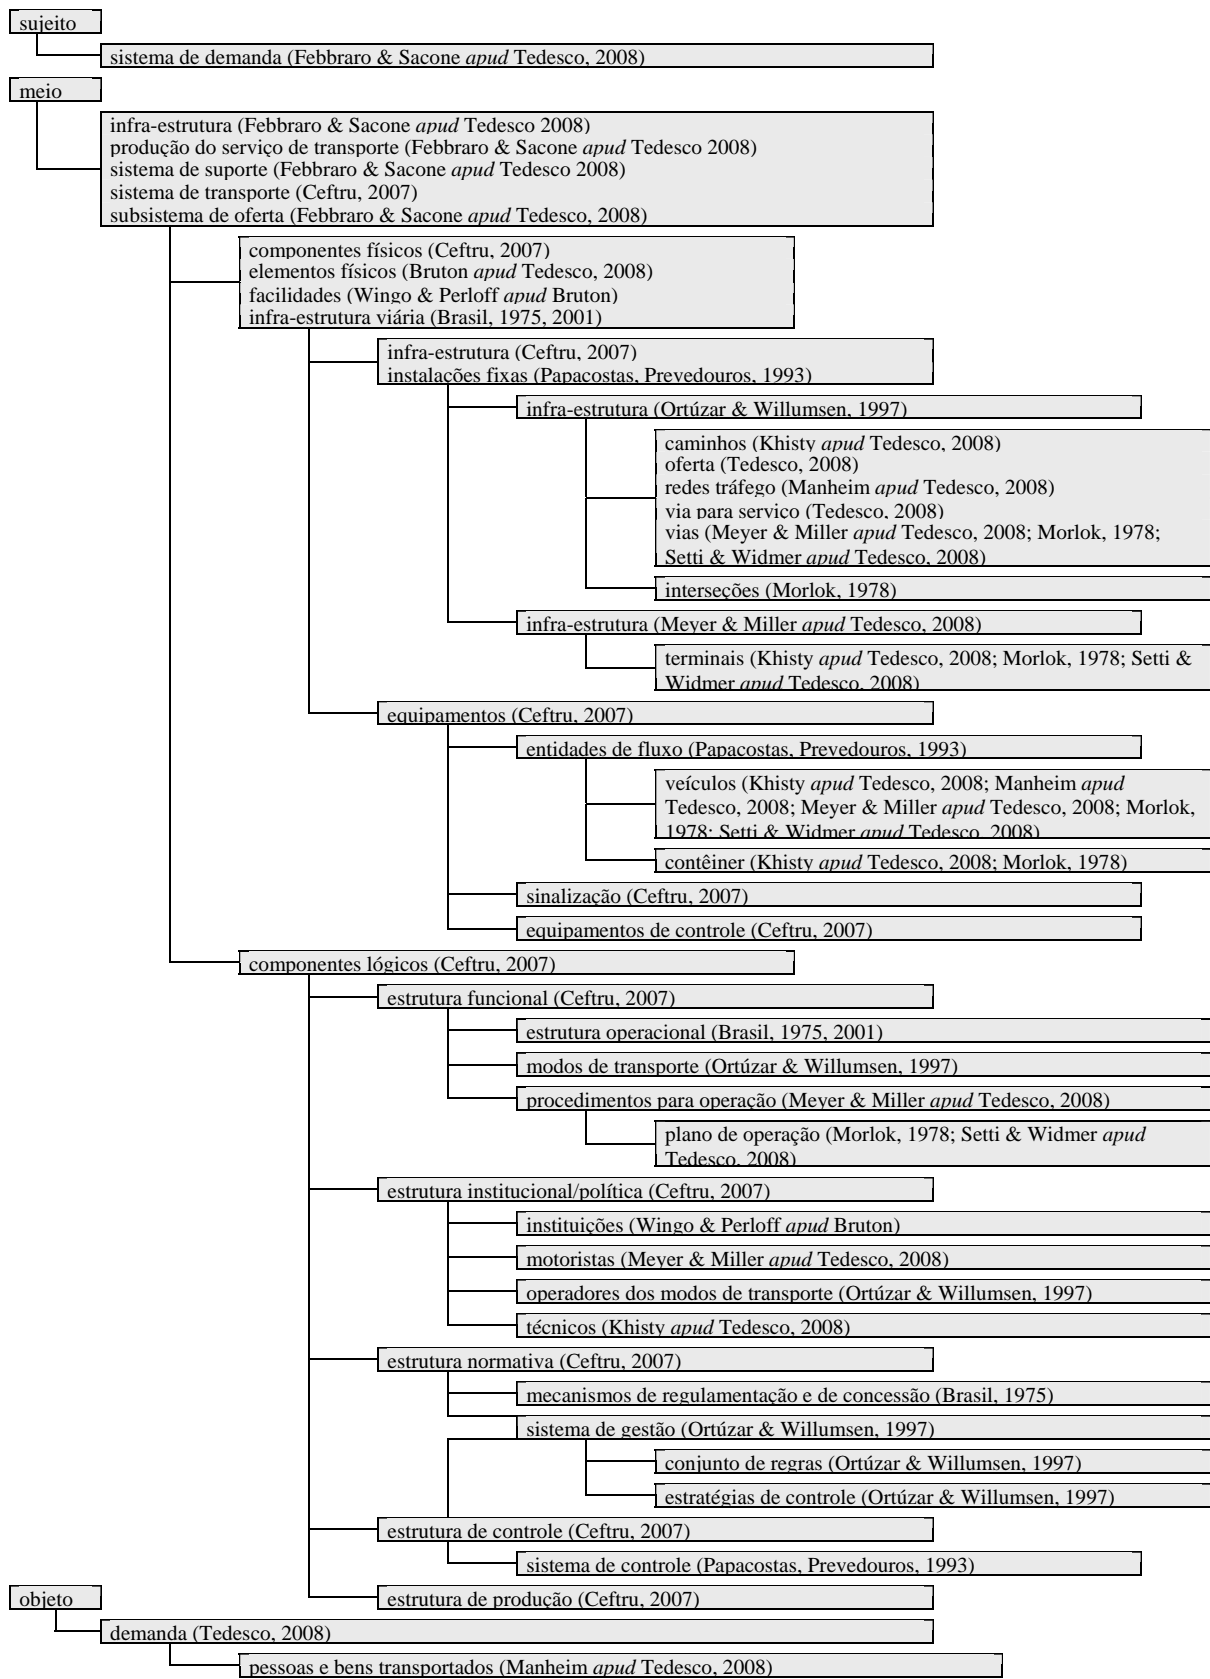 sujeito
sistema de demanda (Febbraro & Sacone apud Tedesco, 2008)
meio
infra-estrutura (Febbraro & Sacone apud Tedesco 2008)
produção do serviço de transporte (Febbraro & Sacone apud Tedesco 2008)
sistema de suporte (Febbraro & Sacone apud Tedesco 2008)
sistema de transporte (Ceftru, 2007)
subsistema de oferta (Febbraro & Sacone apud Tedesco, 2008)
componentes físicos (Ceftru, 2007)
elementos físicos (Bruton apud Tedesco, 2008)
facilidades (Wingo & Perloff apud Bruton)
infra-estrutura viária (Brasil, 1975, 2001)
infra-estrutura (Ceftru, 2007)
instalações fixas (Papacostas, Prevedouros, 1993)
infra-estrutura (Ortúzar & Willumsen, 1997)
caminhos (Khisty apud Tedesco, 2008)
oferta (Tedesco, 2008)
redes tráfego (Manheim apud Tedesco, 2008)
via para serviço (Tedesco, 2008)
vias (Meyer & Miller apud Tedesco, 2008; Morlok, 1978;
Setti & Widmer apud Tedesco, 2008)
interseções (Morlok, 1978)
infra-estrutura (Meyer & Miller apud Tedesco, 2008)
terminais (Khisty apud Tedesco, 2008; Morlok, 1978; Setti &
Widmer apud Tedesco, 2008)
equipamentos (Ceftru, 2007)
entidades de fluxo (Papacostas, Prevedouros, 1993)
veículos (Khisty apud Tedesco, 2008; Manheim apud
Tedesco, 2008; Meyer & Miller apud Tedesco, 2008; Morlok,
1978; Setti & Widmer apud Tedesco, 2008)
contêiner (Khisty apud Tedesco, 2008; Morlok, 1978)
sinalização (Ceftru, 2007)
equipamentos de controle (Ceftru, 2007)
componentes lógicos (Ceftru, 2007)
estrutura funcional (Ceftru, 2007)
estrutura operacional (Brasil, 1975, 2001)
modos de transporte (Ortúzar & Willumsen, 1997)
procedimentos para operação (Meyer & Miller apud Tedesco, 2008)
plano de operação (Morlok, 1978; Setti & Widmer apud
Tedesco, 2008)
estrutura institucional/política (Ceftru, 2007)
instituições (Wingo & Perloff apud Bruton)
motoristas (Meyer & Miller apud Tedesco, 2008)
operadores dos modos de transporte (Ortúzar & Willumsen, 1997)
técnicos (Khisty apud Tedesco, 2008)
estrutura normativa (Ceftru, 2007)
mecanismos de regulamentação e de concessão (Brasil, 1975)
sistema de gestão (Ortúzar & Willumsen, 1997)
conjunto de regras (Ortúzar & Willumsen, 1997)
estratégias de controle (Ortúzar & Willumsen, 1997)
estrutura de controle (Ceftru, 2007)
sistema de controle (Papacostas, Prevedouros, 1993)
estrutura de produção (Ceftru, 2007)
objeto
demanda (Tedesco, 2008)
pessoas e bens transportados (Manheim apud Tedesco, 2008)